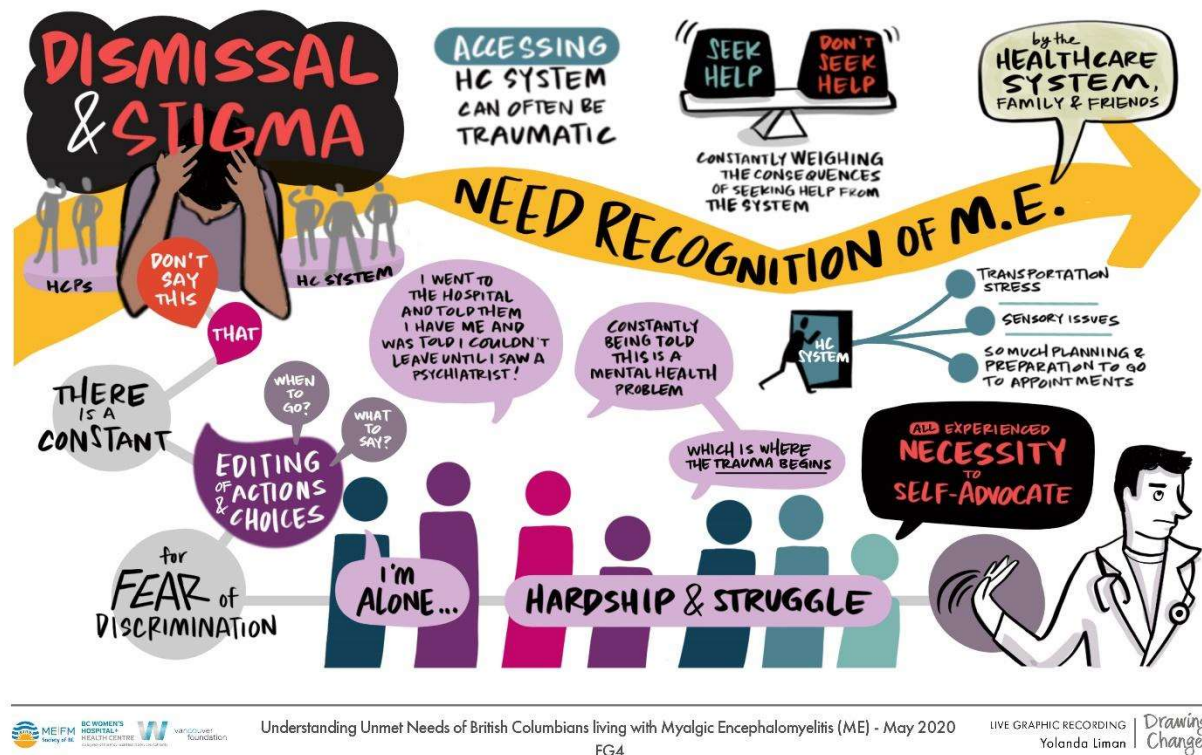 DISMISSAL
& STIGMA
HCPs
HC SYSTEM
DON'T
SAY
THIS
THAT
THERE
IS A
CONSTANT
EDITING
OF ACTIONS
& CHOICES
WHEN
TO
GO?
WHAT
TO
SAY?
for
FEAR of
DISCRIMINATION
ACCESSING
HC SYSTEM
CAN OFTEN BE
TRAUMATIC
SEEK
HELP
DON'T
SEEK
HELP
CONSTANTLY WEIGHING
THE CONSEQUENCES
OF SEEKING HELP FROM
THE SYSTEM
NEED RECOGNITION OF M.E.
by the
HEALTHCARE
SYSTEM,
FAMILY & FRIENDS
I WENT TO
THE HOSPITAL
AND TOLD THEM
I HAVE ME AND
WAS TOLD I COULDN'T
LEAVE UNTIL I SAW A
PSYCHIATRIST!
CONSTANTLY
BEING TOLD
THIS IS A
MENTAL HEALTH
PROBLEM
WHICH IS WHERE
THE TRAUMA BEGINS
HC
SYSTEM
TRANSPORTATION
STRESS
SENSORY ISSUES
SO MUCH PLANNING &
PREPARATION TO GO
TO APPOINTMENTS
ALL EXPERIENCED
NECESSITY
TO
SELF-ADVOCATE
I'M
ALONE...
HARDSHIP & STRUGGLE
ME|FM
Society of BC
BC WOMEN'S
HOSPITAL+
HEALTH CENTRE
vancouver
foundation
Understanding Unmet Needs of British Columbians living with Myalgic Encephalomyelitis (ME) - May 2020
FG4
LIVE GRAPHIC RECORDING
Yolanda Liman
Drawing
Change